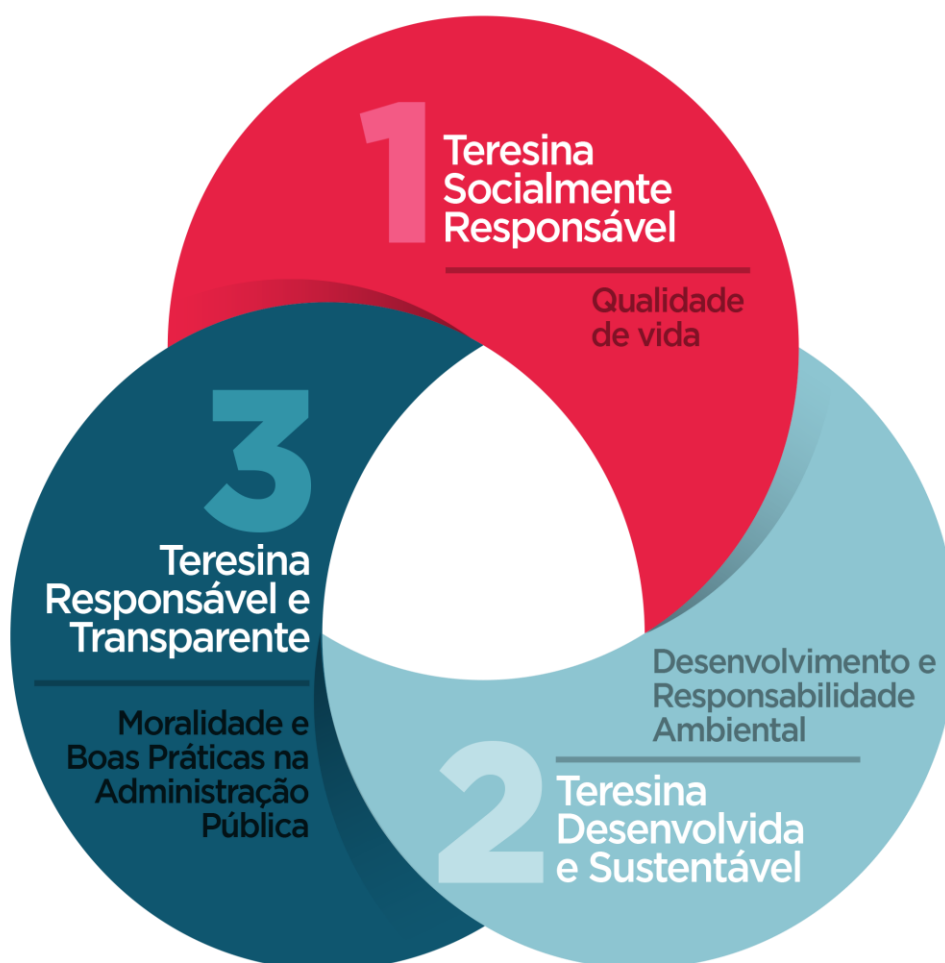 1
Teresina
Socialmente
Responsável
Qualidade
de vida
3
Teresina
Responsável e
Transparente
Moralidade e
Boas Práticas na
Administração
Pública
Desenvolvimento e
Responsabilidade
Ambiental
2
Teresina
Desenvolvida
e Sustentável